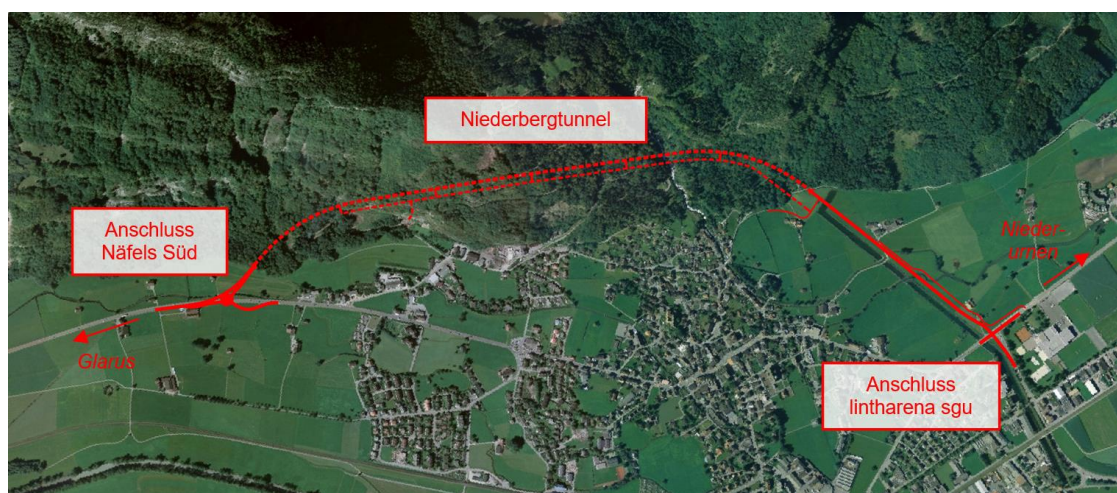 Niederbergtunnel
Anschluss
Näfels Süd
Nieder-
urnen
Glarus
Anschluss
lintharena sgu